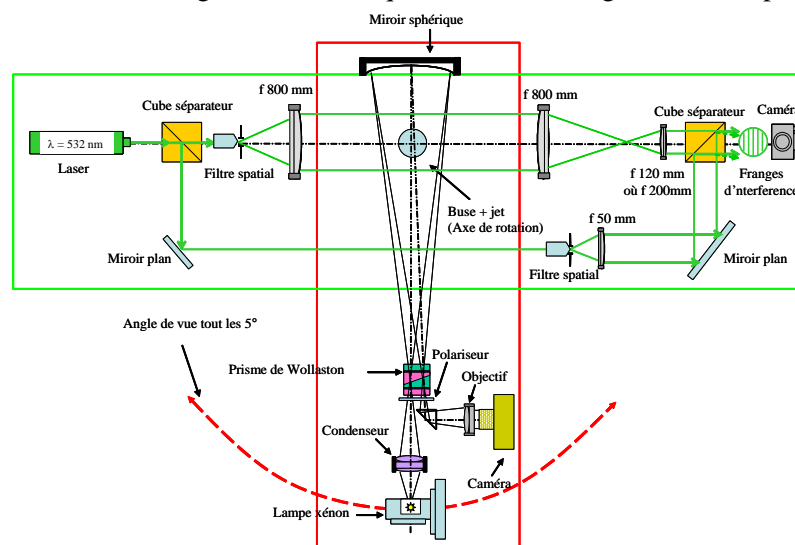 Miroir sphérique
Cube séparateur
f 800 mm
f 800 mm
Cube séparateur
Caméra
λ = 532 nm
Laser
Filtre spatial
f 120 mm
où f 200mm
Franges
d'interference
Buse + jet
(Axe de rotation)
f 50 mm
Miroir plan
Filtre spatial
Miroir plan
Angle de vue tout les 5°
Polariseur
Prisme de Wollaston
Objectif
Condenseur
Caméra
Lampe xénon